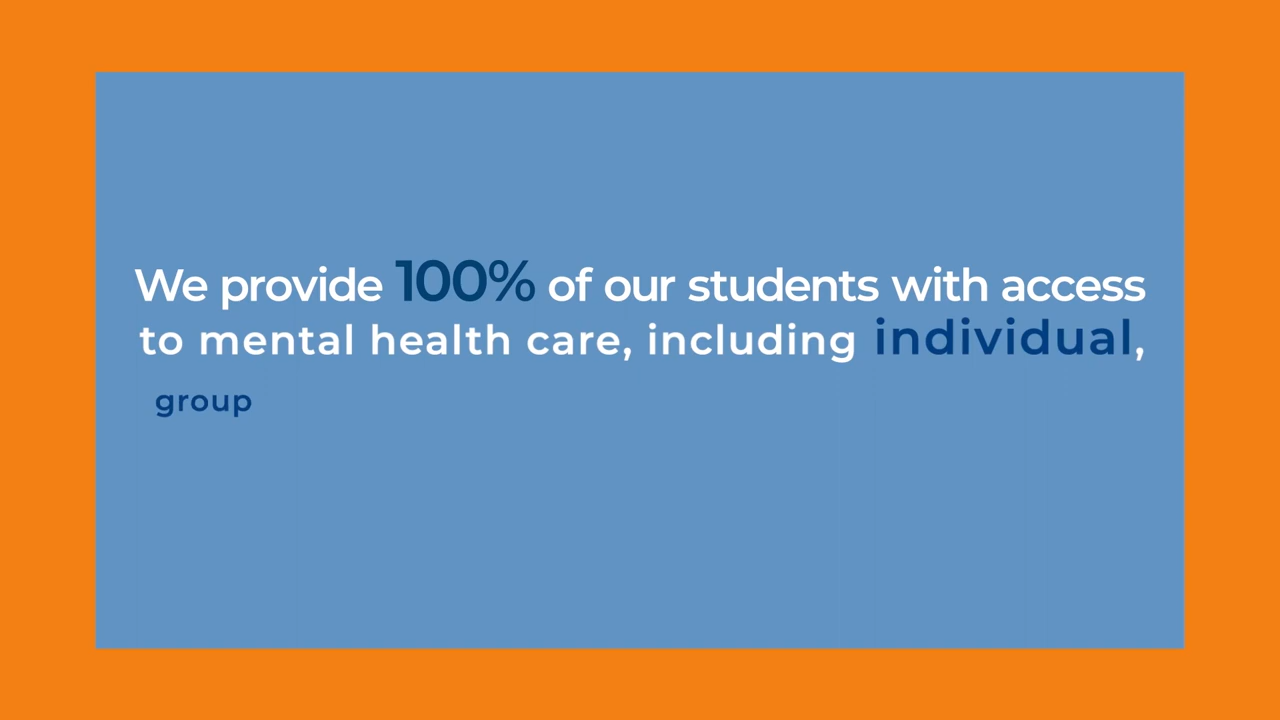 We provide 100% of our students with access
to mental health care, including individual,
group